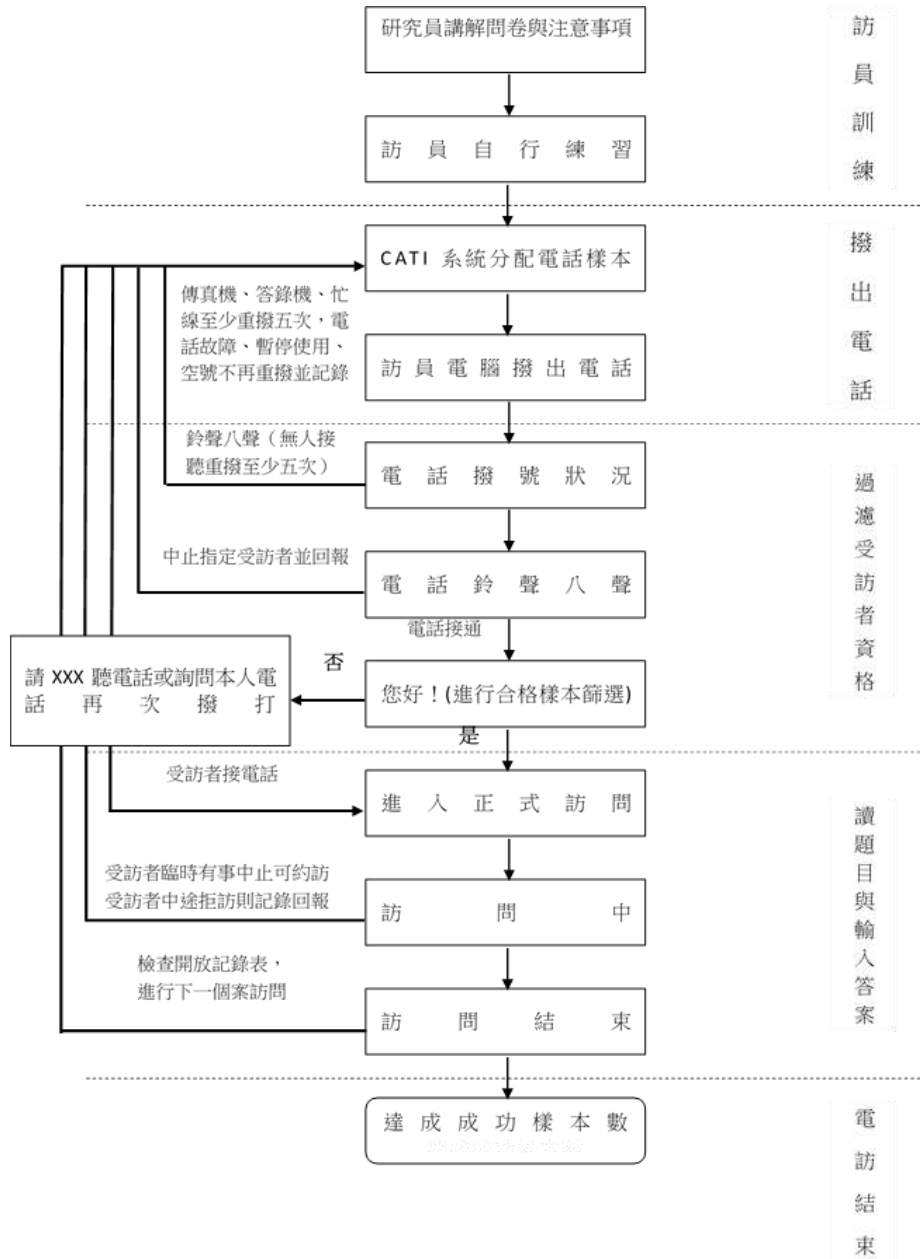 研究員講解問卷與注意事項
訪員自行練習
訪員訓練
CATI 系統分配電話樣本
傳真機、答錄機、忙
線至少重撥五次，電
話故障、暫停使用、
空號不再重撥並記錄
訪員電腦撥出電話
撥出電話
鈴聲八聲（無人接
聽重撥至少五次）
電話撥號狀況
中止指定受訪者並回報
電話鈴聲八聲
電話接通
否
請 XXX 聽電話或詢問本人電
話再次撥打
您好！(進行合格樣本篩選)
是
過濾受訪者資格
受訪者接電話
進入正式訪問
受訪者臨時有事中止可約訪
受訪者中途拒訪則記錄回報
訪問中
檢查開放記錄表，
進行下一個案訪問
訪問結束
讀題目與輸入答案
達成成功樣本數
電訪結束